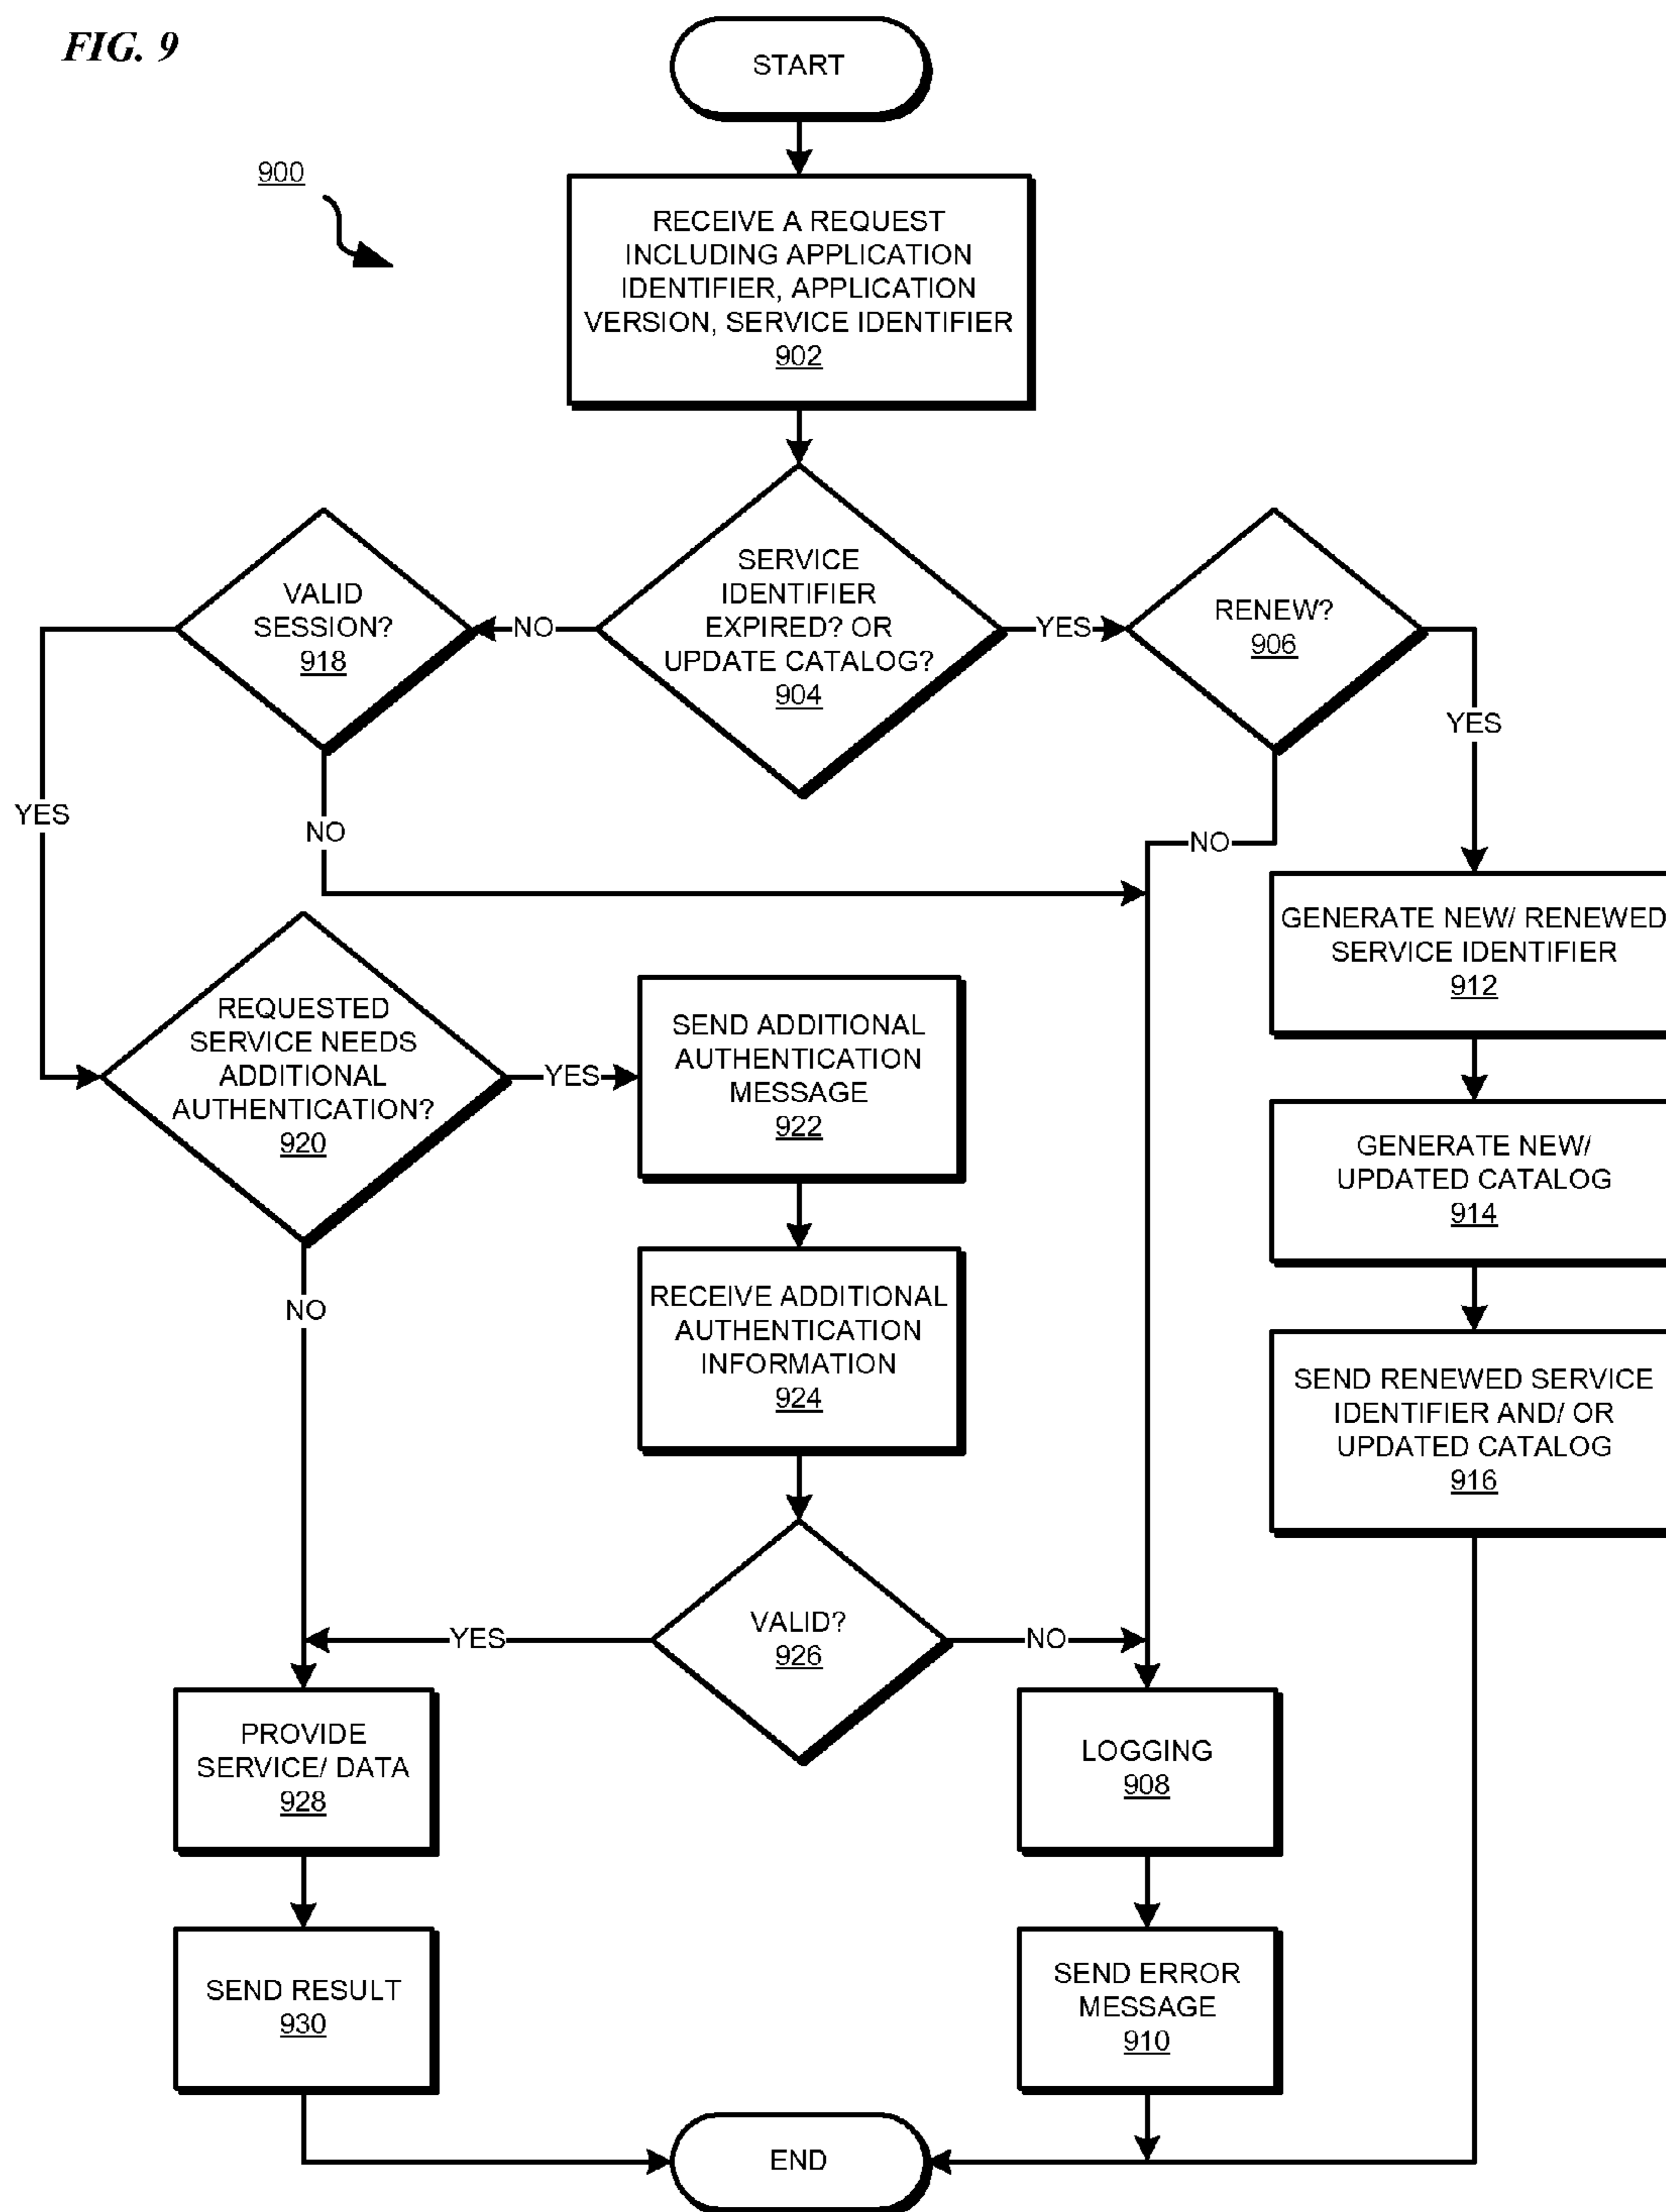 FIG. 9
START
900
RECEIVE A REQUEST
INCLUDING APPLICATION
IDENTIFIER, APPLICATION
VERSION, SERVICE IDENTIFIER
902
SERVICE
IDENTIFIER
EXPIRED? OR
UPDATE CATALOG?
904
NO
YES
VALID
SESSION?
918
RENEW?
906
YES
NO
NO
YES
GENERATE NEW/ RENEWED
SERVICE IDENTIFIER
912
GENERATE NEW/
UPDATED CATALOG
914
SEND RENEWED SERVICE
IDENTIFIER AND/ OR
UPDATED CATALOG
916
REQUESTED
SERVICE NEEDS
ADDITIONAL
AUTHENTICATION?
920
YES
NO
SEND ADDITIONAL
AUTHENTICATION
MESSAGE
922
RECEIVE ADDITIONAL
AUTHENTICATION
INFORMATION
924
VALID?
926
YES
NO
PROVIDE
SERVICE/ DATA
928
LOGGING
908
SEND RESULT
930
SEND ERROR
MESSAGE
910
END